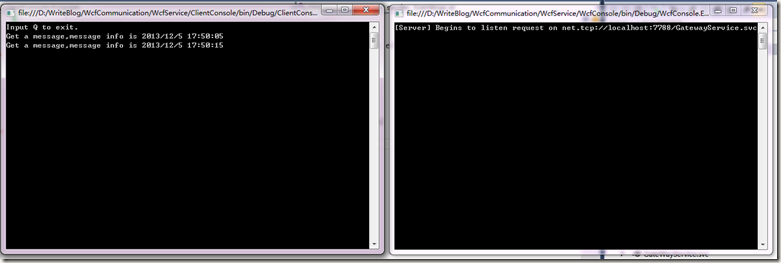 file:///D:/WriteBlog/WcfCommunication/WcfService/ClientConsole/bin/Debug/ClientCons...
Input Q to exit.
Get a message,message info is 2013/12/5 17:50:05
Get a message,message info is 2013/12/5 17:50:15
file:///D:/WriteBlog/WcfCommunication/WcfService/WcfConsole/bin/Debug/WcfConsole.E...
[Server] Begins to listen request on net.tcp://localhost:7788/GatewayService.svc
GateWayService.svc